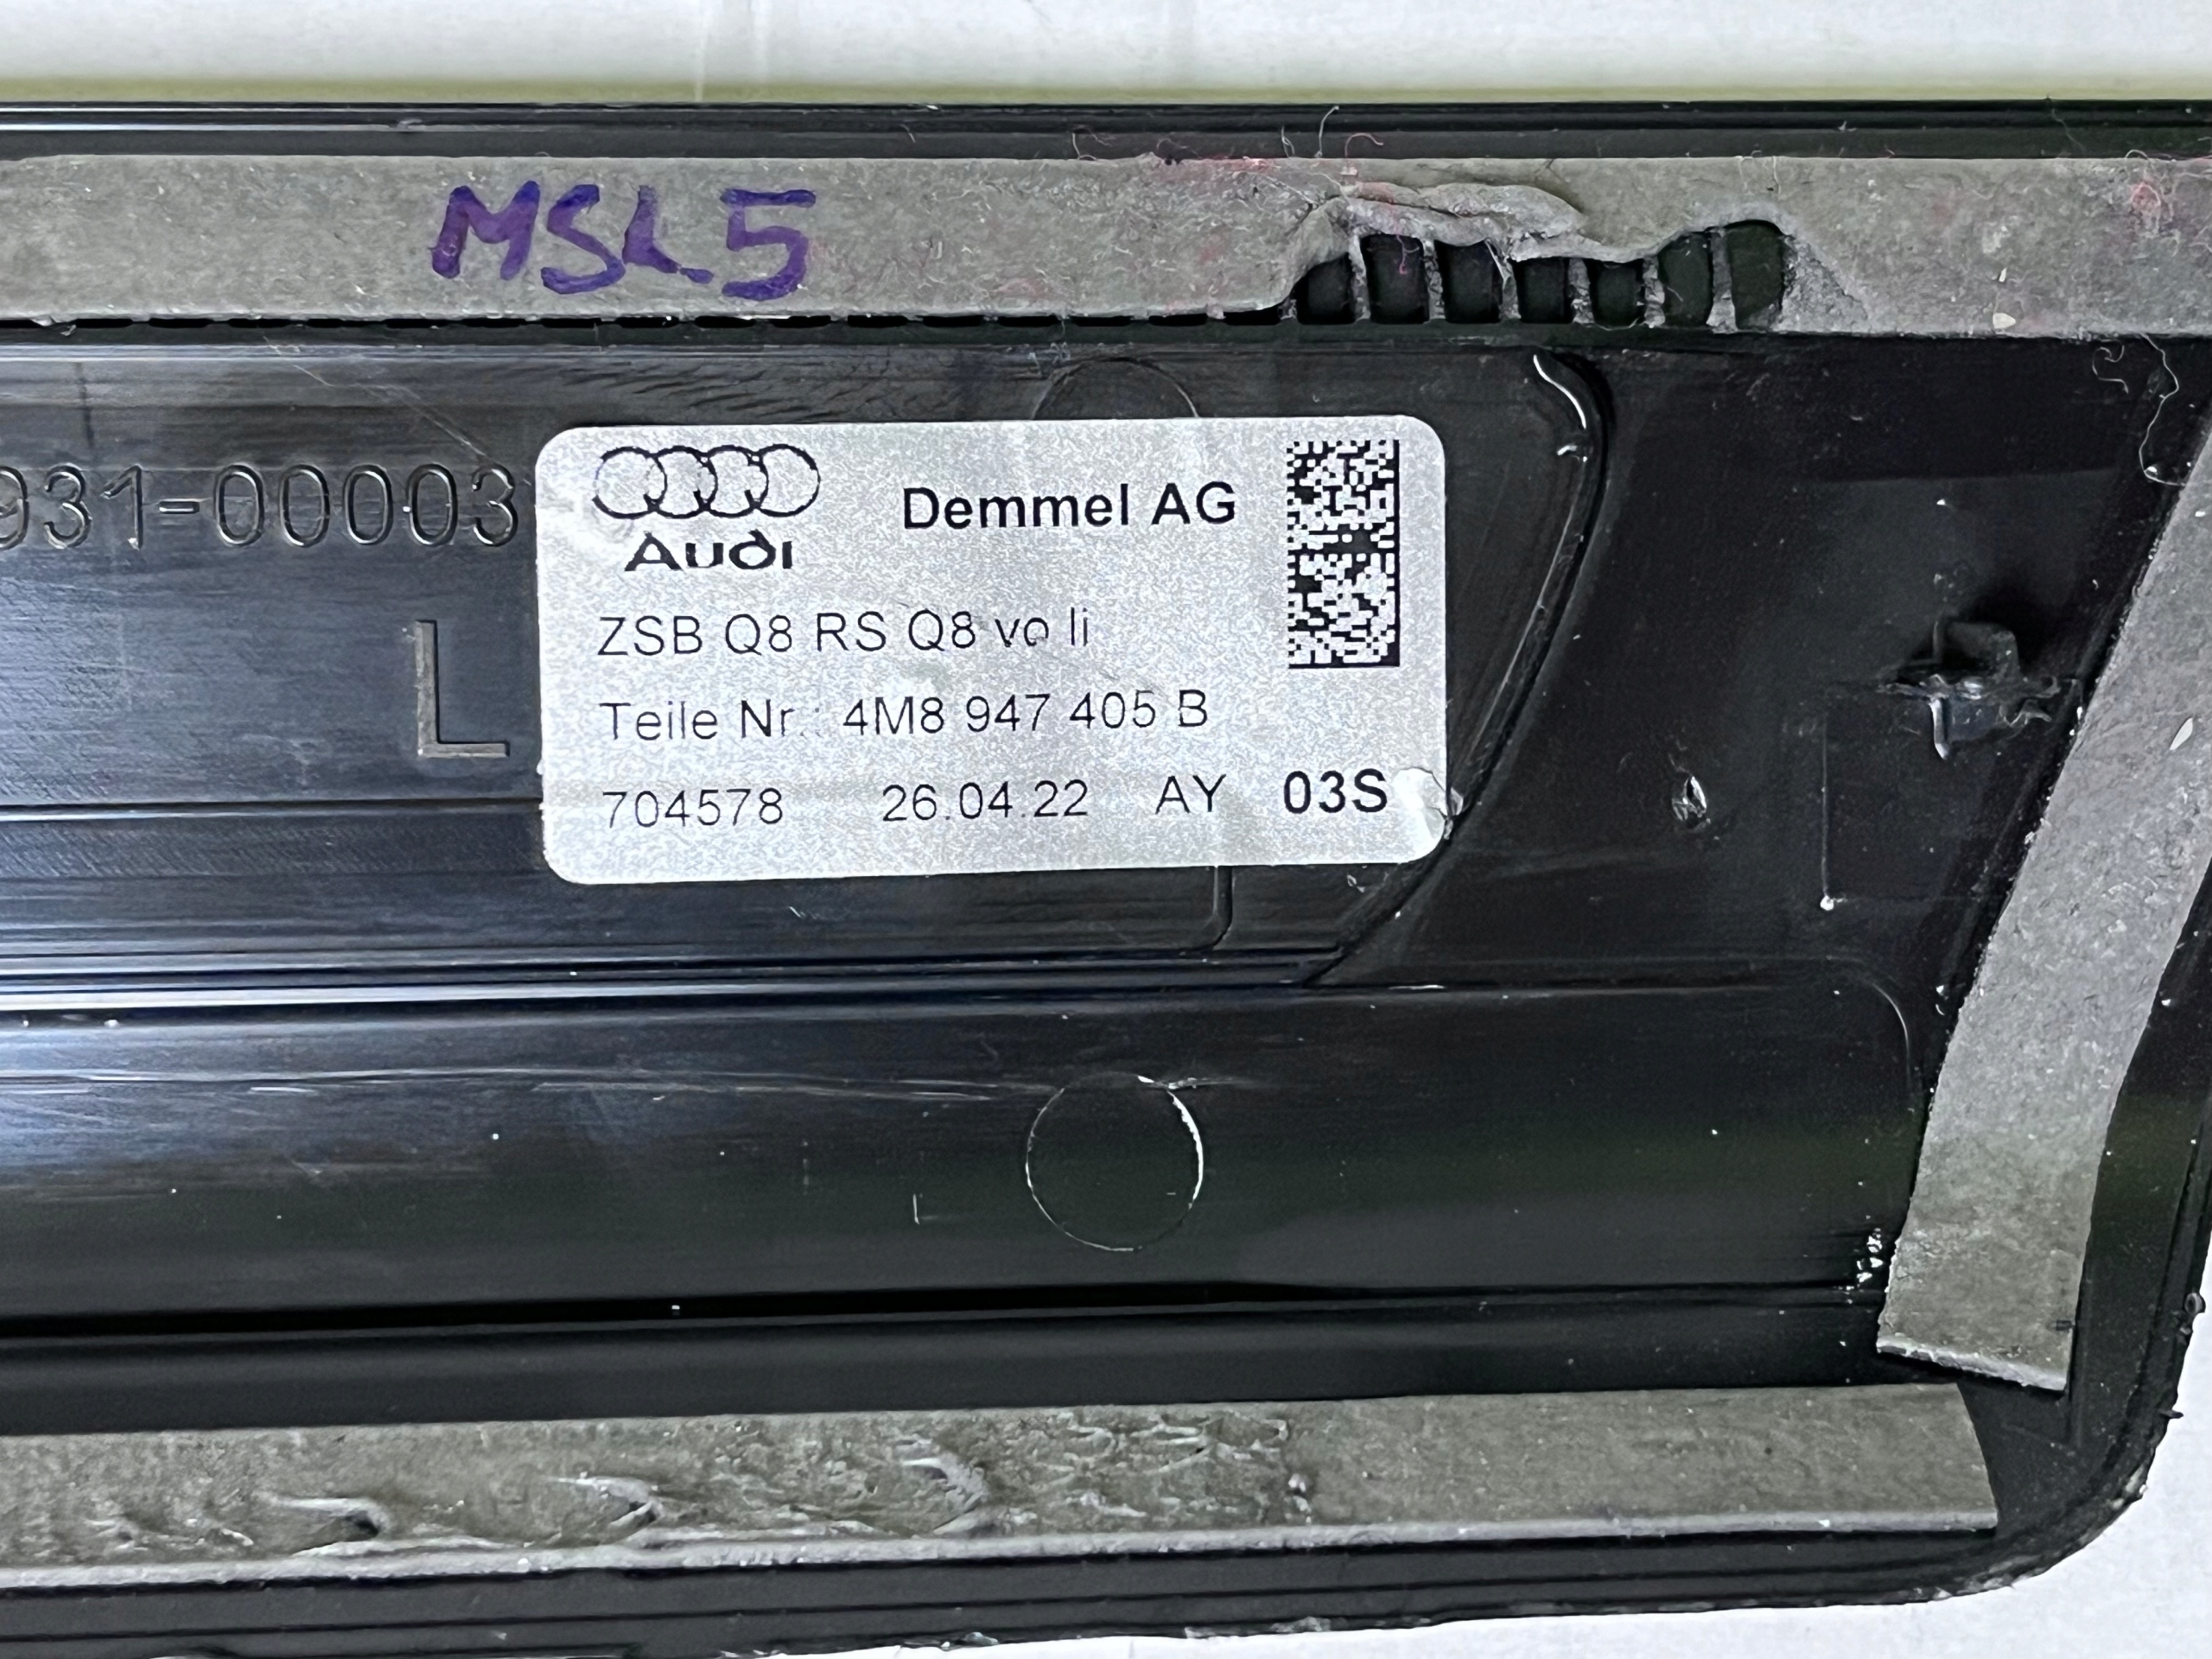 MSL5
931-00003
L
Audi
Demmel AG
ZSB Q8 RS Q8 vo li
Teile Nr.: 4M8 947 405 B
704578 26.04.22 AY 03S